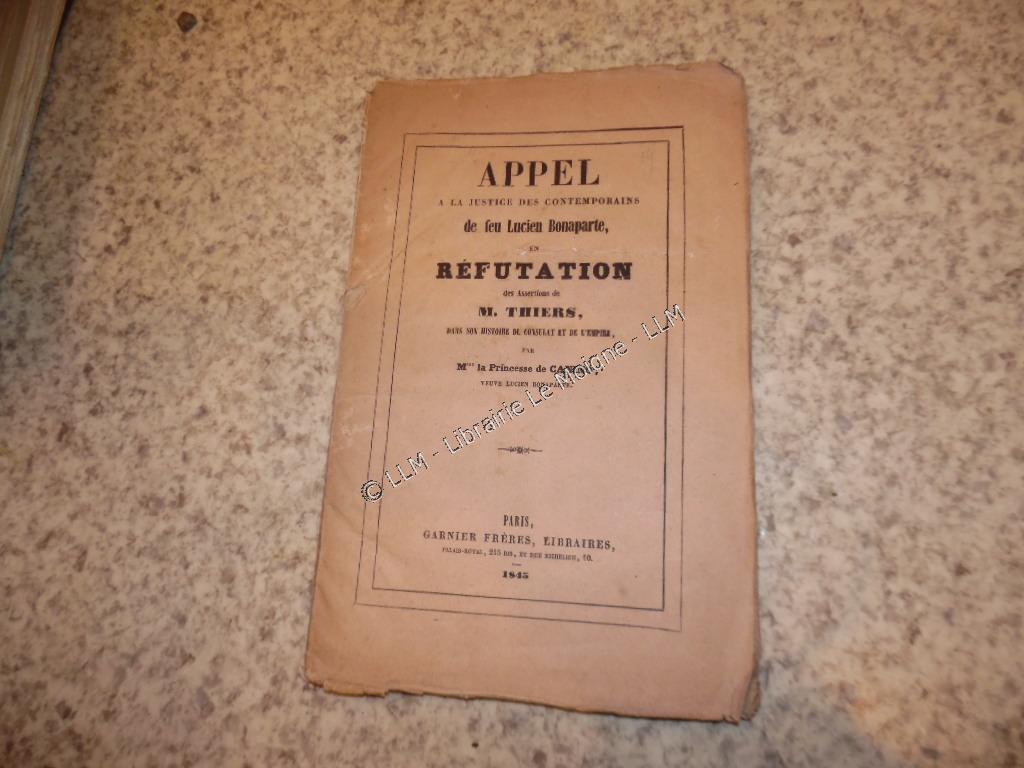 APPEL
A LA JUSTICE DES CONTEMPORAINS
de feu Lucien Bonaparte,
EN
RÉFUTATION
des Assertions de
M. THIERS,
DANS SON HISTOIRE DU CONSULAT ET DE L'EMPIRE,
PAR
la Princesse de
VEUVE LUCIEN BONAPARTE.
PARIS,
GARNIER FRÈRES, LIBRAIRES,
PALAIS-ROYAL, 215 BIS, ET RUE RICHELIEU, 10.
1845
© LLM - Librairie Le Moigne - LLM